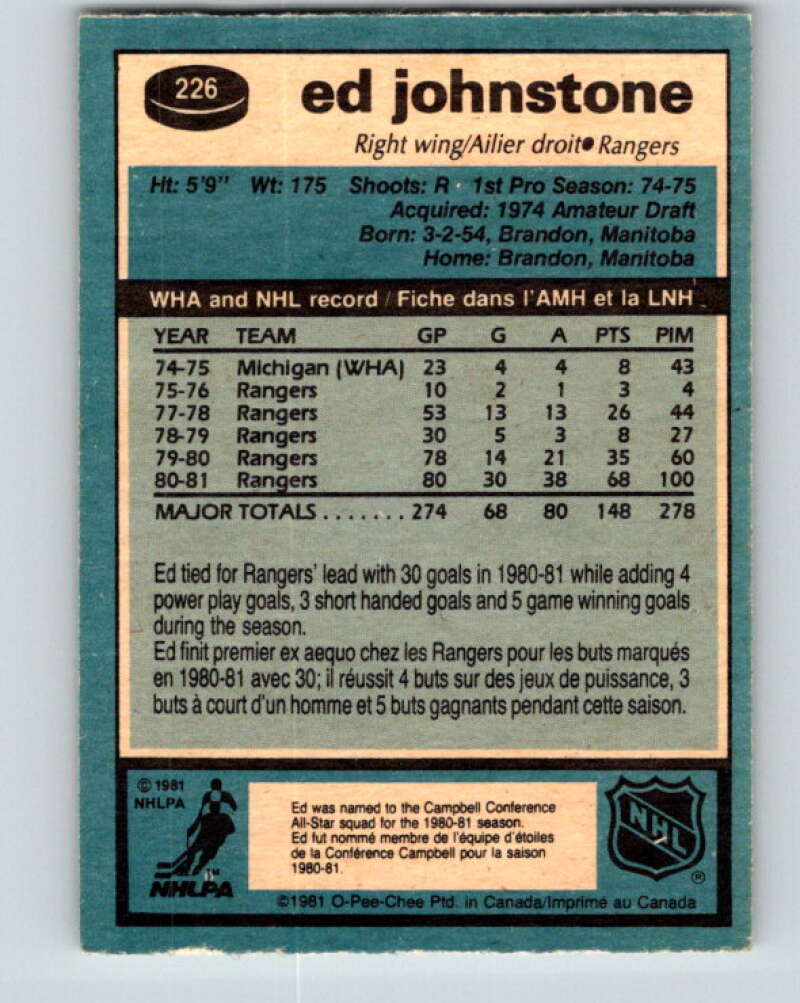 226
ed johnstone
Right wing/Ailier droit • Rangers
Ht: 5'9" Wt: 175 Shoots: R · 1st Pro Season: 74-75
Acquired: 1974 Amateur Draft
Born: 3-2-54, Brandon, Manitoba
Home: Brandon, Manitoba
WHA and NHL record / Fiche dans l'AMH et la LNH
YEAR TEAM GP G A PTS PIM
74-75 Michigan (WHA) 23 4 4 8 43
75-76 Rangers 10 2 1 3 4
77-78 Rangers 53 13 13 26 44
78-79 Rangers 30 5 3 8 27
79-80 Rangers 78 14 21 35 60
80-81 Rangers 80 30 38 68 100
MAJOR TOTALS ....... 274 68 80 148 278
Ed tied for Rangers' lead with 30 goals in 1980-81 while adding 4
power play goals, 3 short handed goals and 5 game winning goals
during the season.
Ed finit premier ex aequo chez les Rangers pour les buts marqués
en 1980-81 avec 30; il réussit 4 buts sur des jeux de puissance, 3
buts à court d'un homme et 5 buts gagnants pendant cette saison.
© 1981
NHLPA
NHLPA
Ed was named to the Campbell Conference
All-Star squad for the 1980-81 season.
Ed fut nommé membre de l'équipe d'étoiles
de la Conférence Campbell pour la saison
1980-81.
NHL
®
©1981 O-Pee-Chee Ptd. in Canada/Imprimé au Canada